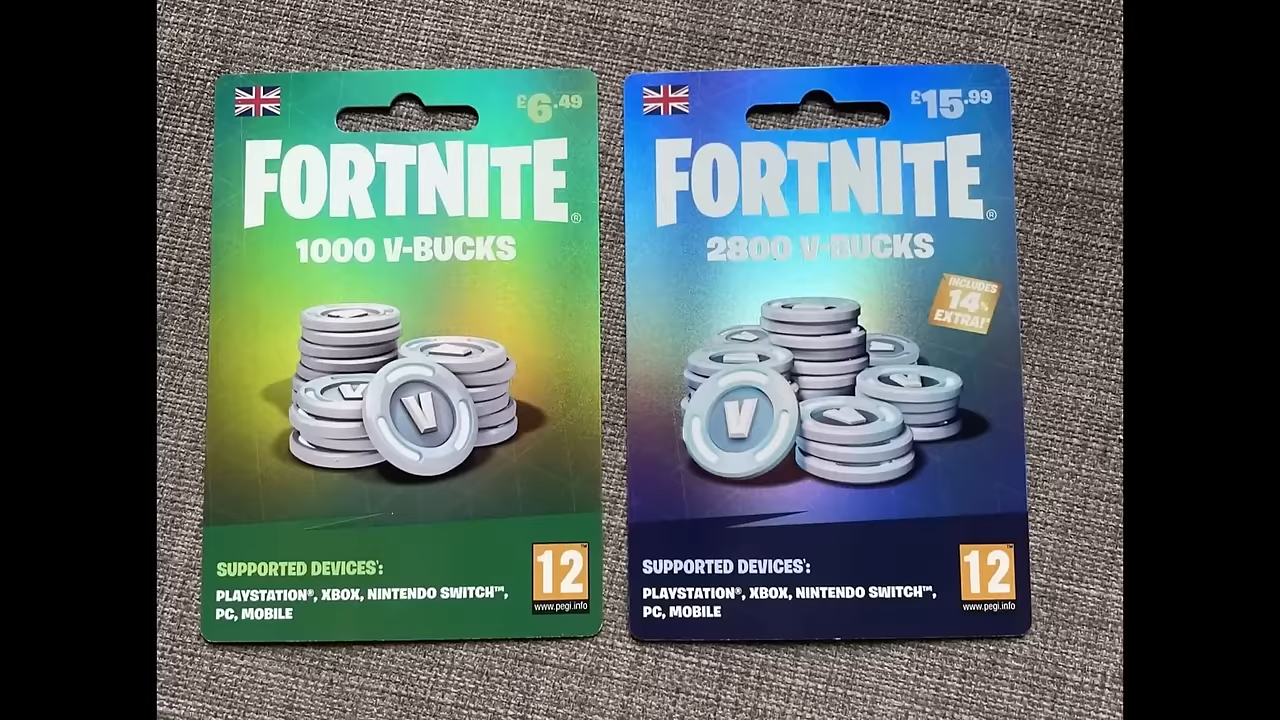 £6.49
FORTNITE®
1000 V-BUCKS
V
SUPPORTED DEVICES*:
PLAYSTATION®, XBOX, NINTENDO SWITCH™,
PC, MOBILE
12
www.pegi.info
£15.99
FORTNITE®
2800 V-BUCKS
INCLUDES
14%
EXTRA!*
V
SUPPORTED DEVICES*:
PLAYSTATION®, XBOX, NINTENDO SWITCH™,
PC, MOBILE
12
www.pegi.info